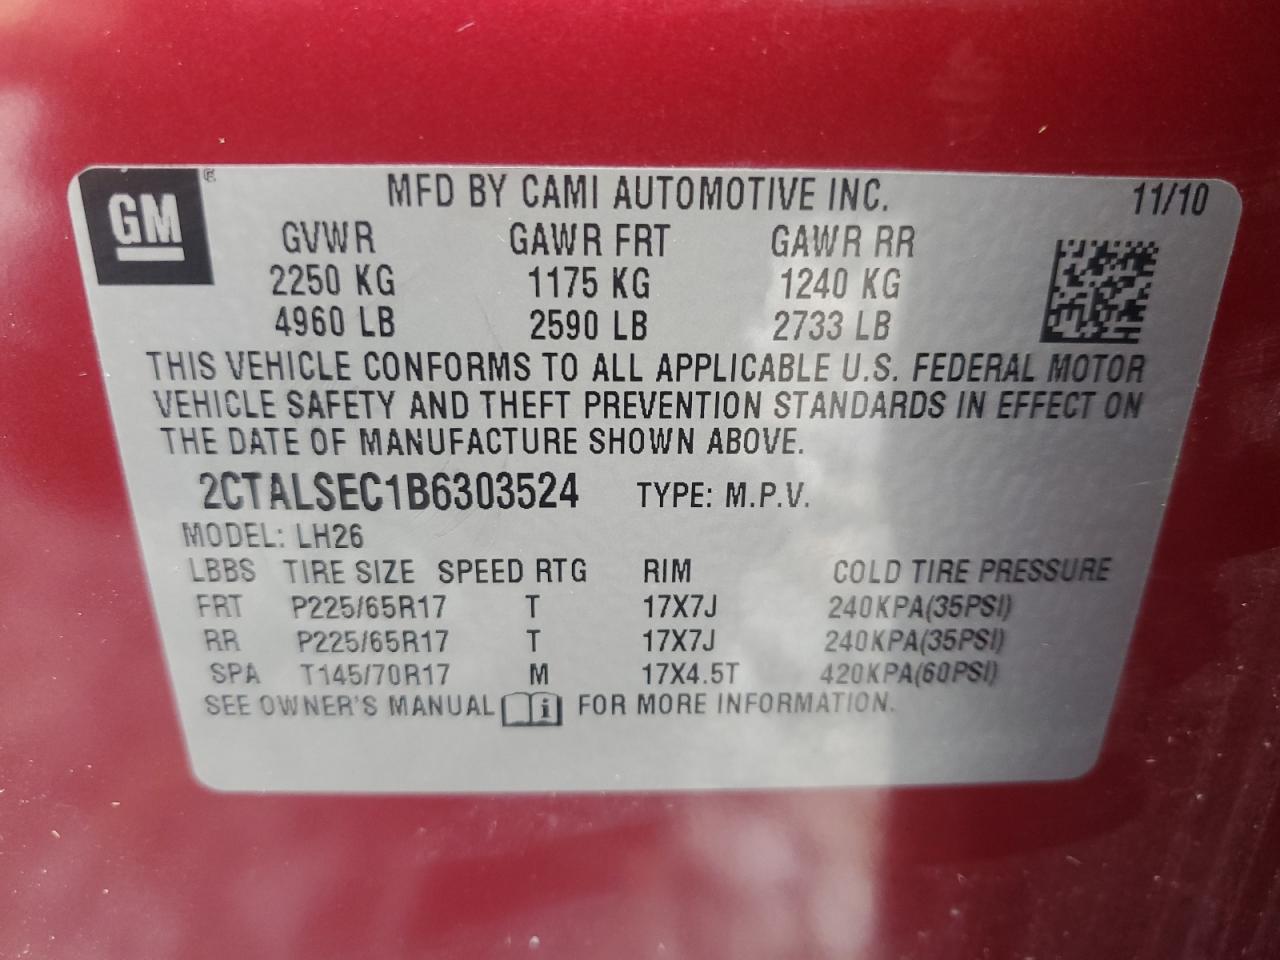 GM ®
MFD BY CAMI AUTOMOTIVE INC. 11/10
GVWR GAWR FRT GAWR RR
2250 KG 1175 KG 1240 KG
4960 LB 2590 LB 2733 LB
THIS VEHICLE CONFORMS TO ALL APPLICABLE U.S. FEDERAL MOTOR
VEHICLE SAFETY AND THEFT PREVENTION STANDARDS IN EFFECT ON
THE DATE OF MANUFACTURE SHOWN ABOVE.
2CTALSEC1B6303524 TYPE: M.P.V.
MODEL: LH26
LBBS TIRE SIZE SPEED RTG RIM COLD TIRE PRESSURE
FRT P225/65R17 T 17X7J 240KPA(35PSI)
RR P225/65R17 T 17X7J 240KPA(35PSI)
SPA T145/70R17 M 17X4.5T 420KPA(60PSI)
SEE OWNER'S MANUAL i FOR MORE INFORMATION.